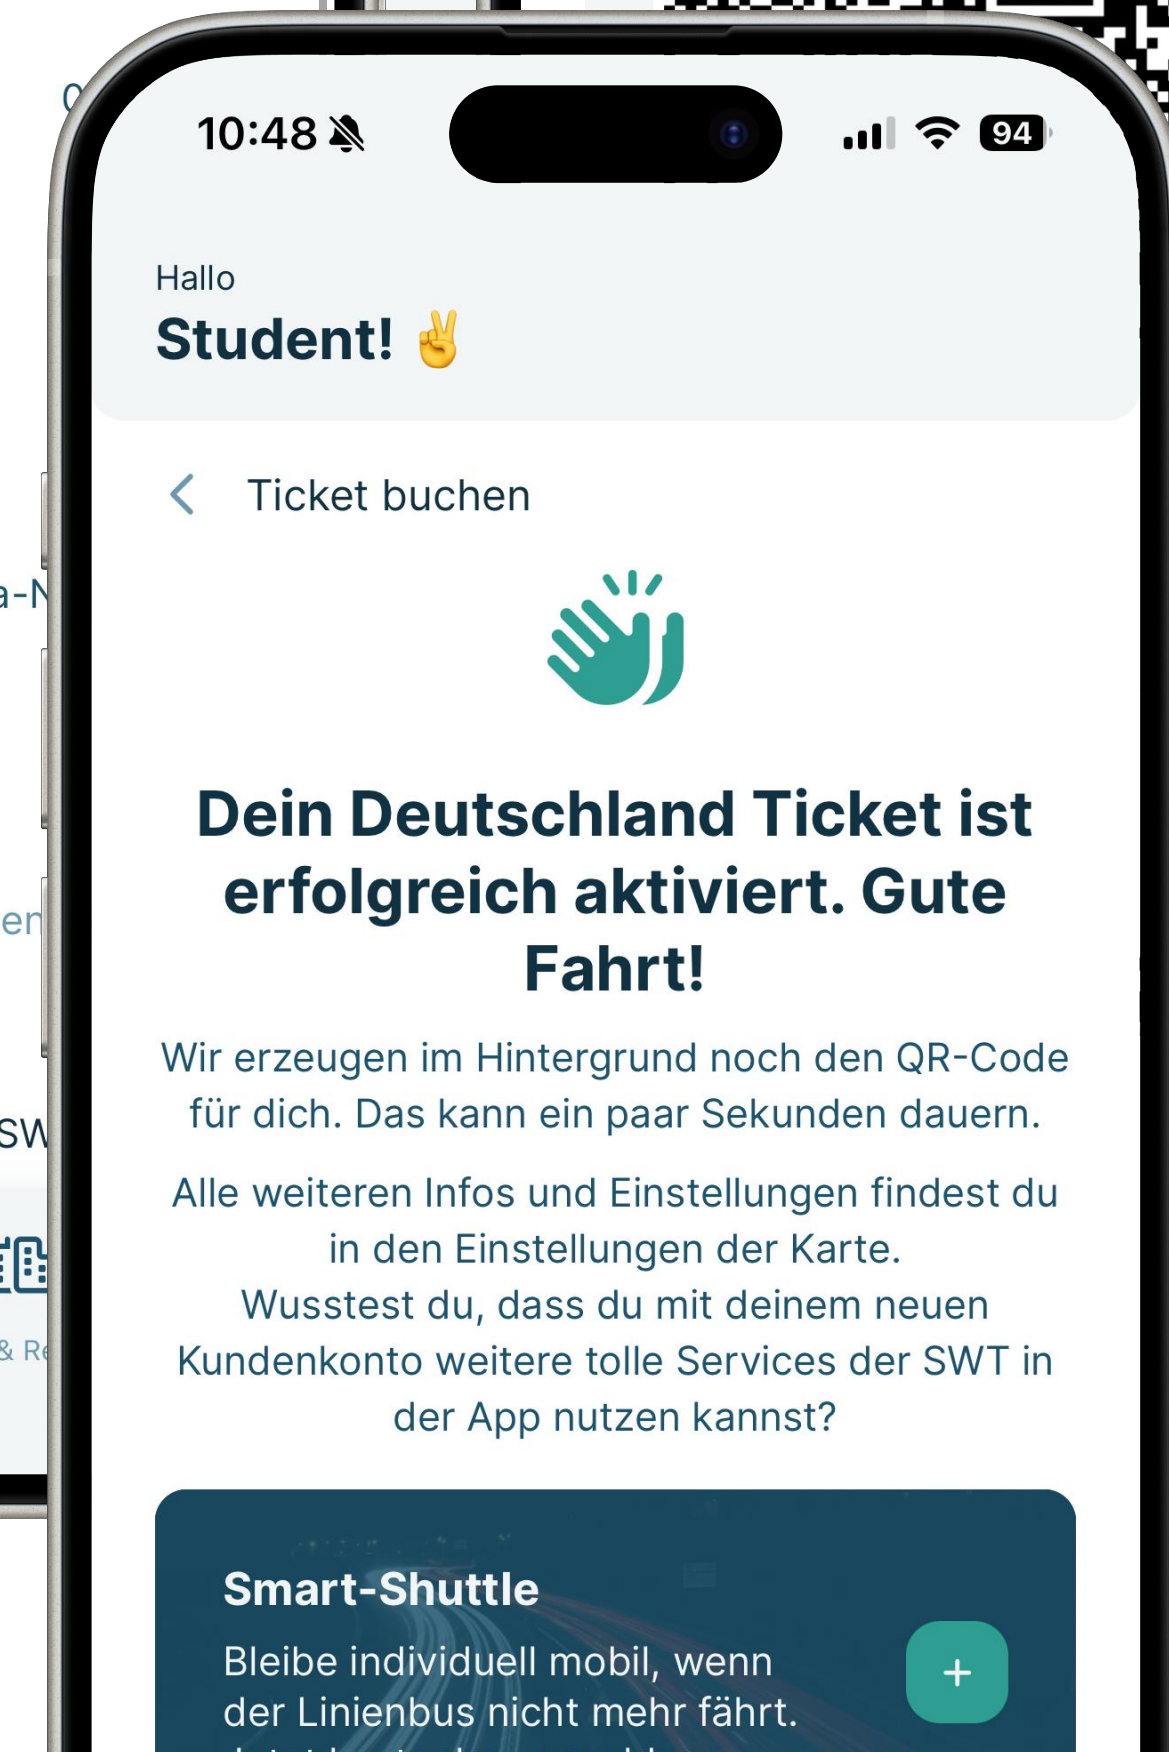 10:48
94
Hallo
Student! ✌️
Ticket buchen
Dein Deutschland Ticket ist
erfolgreich aktiviert. Gute
Fahrt!
Wir erzeugen im Hintergrund noch den QR-Code
für dich. Das kann ein paar Sekunden dauern.
Alle weiteren Infos und Einstellungen findest du
in den Einstellungen der Karte.
Wusstest du, dass du mit deinem neuen
Kundenkonto weitere tolle Services der SWT in
der App nutzen kannst?
Smart-Shuttle
Bleibe individuell mobil, wenn
der Linienbus nicht mehr fährt.
+